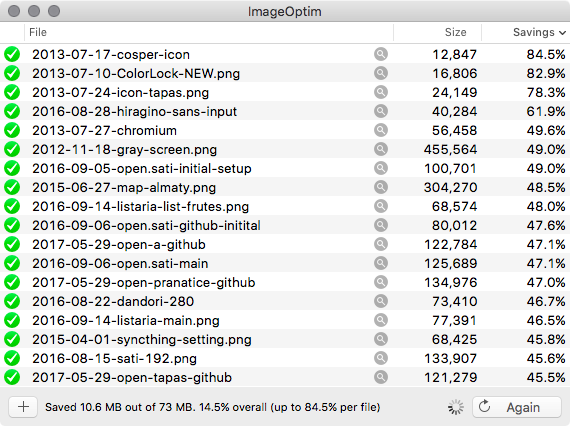 ImageOptim
File Size Savings
2013-07-17-cosper-icon 12,847 84.5%
2013-07-10-ColorLock-NEW.png 16,806 82.9%
2013-07-24-icon-tapas.png 24,149 78.3%
2016-08-28-hiragino-sans-input 40,284 61.9%
2013-07-27-chromium 56,458 49.6%
2012-11-18-gray-screen.png 455,564 49.0%
2016-09-05-open.sati-initial-setup 100,701 49.0%
2015-06-27-map-almaty.png 304,270 48.5%
2016-09-14-listaria-list-frutes.png 68,574 48.0%
2016-09-06-open.sati-github-initital 80,012 47.6%
2017-05-29-open-a-github 122,784 47.1%
2016-09-06-open.sati-main 125,689 47.1%
2017-05-29-open-pranatice-github 134,976 47.0%
2016-08-22-dandori-280 73,410 46.7%
2016-09-14-listaria-main.png 77,391 46.5%
2015-04-01-syncthing-setting.png 68,425 45.8%
2016-08-15-sati-192.png 133,907 45.6%
2017-05-29-open-tapas-github 121,279 45.5%
Saved 10.6 MB out of 73 MB. 14.5% overall (up to 84.5% per file) Again